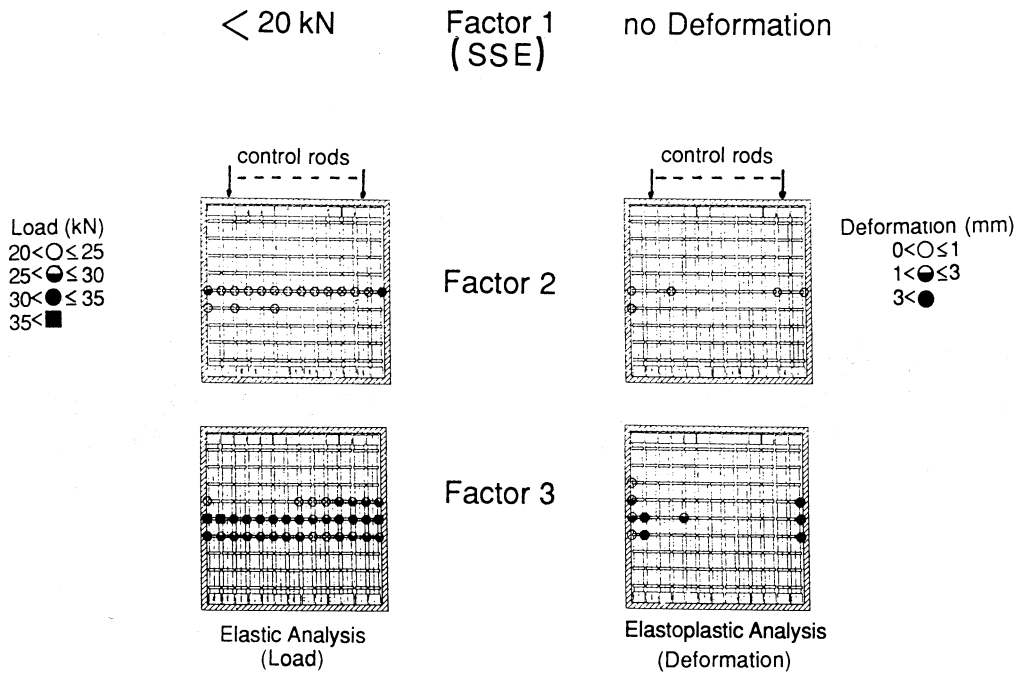 < 20 kN
Factor 1
(SSE)
no Deformation
control rods
control rods
Load (kN)
20<○≤25
25<◒≤30
30<●≤35
35<■
Deformation (mm)
0<○≤1
1<◒≤3
3<●
Factor 2
Factor 3
Elastic Analysis
(Load)
Elastoplastic Analysis
(Deformation)